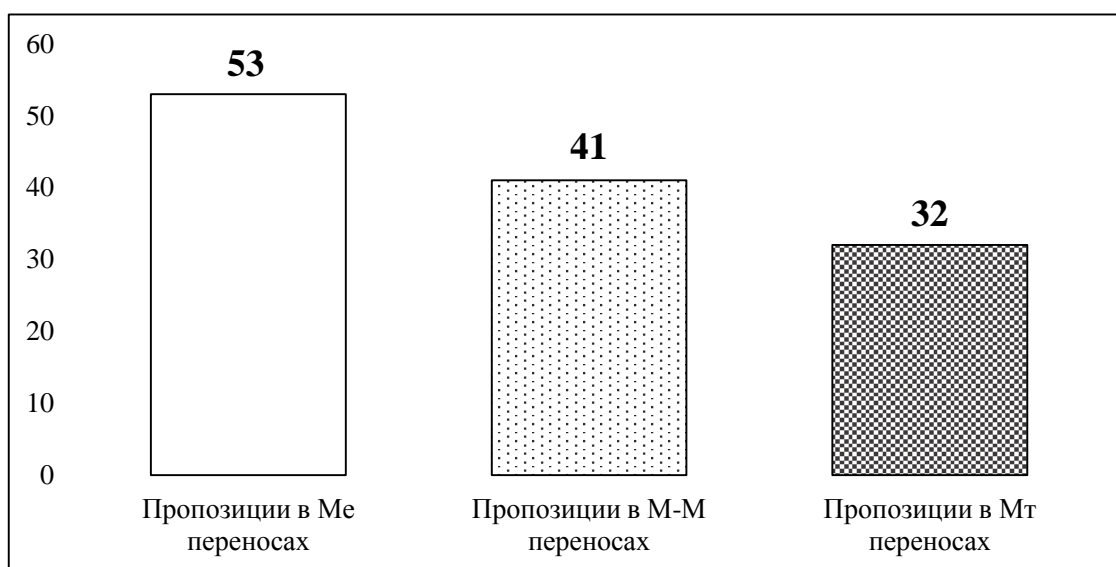 60
53
50
41
40
32
30
20
10
0
Пропозиции в Ме
переносах
Пропозиции в М-М
переносах
Пропозиции в Мт
переносах